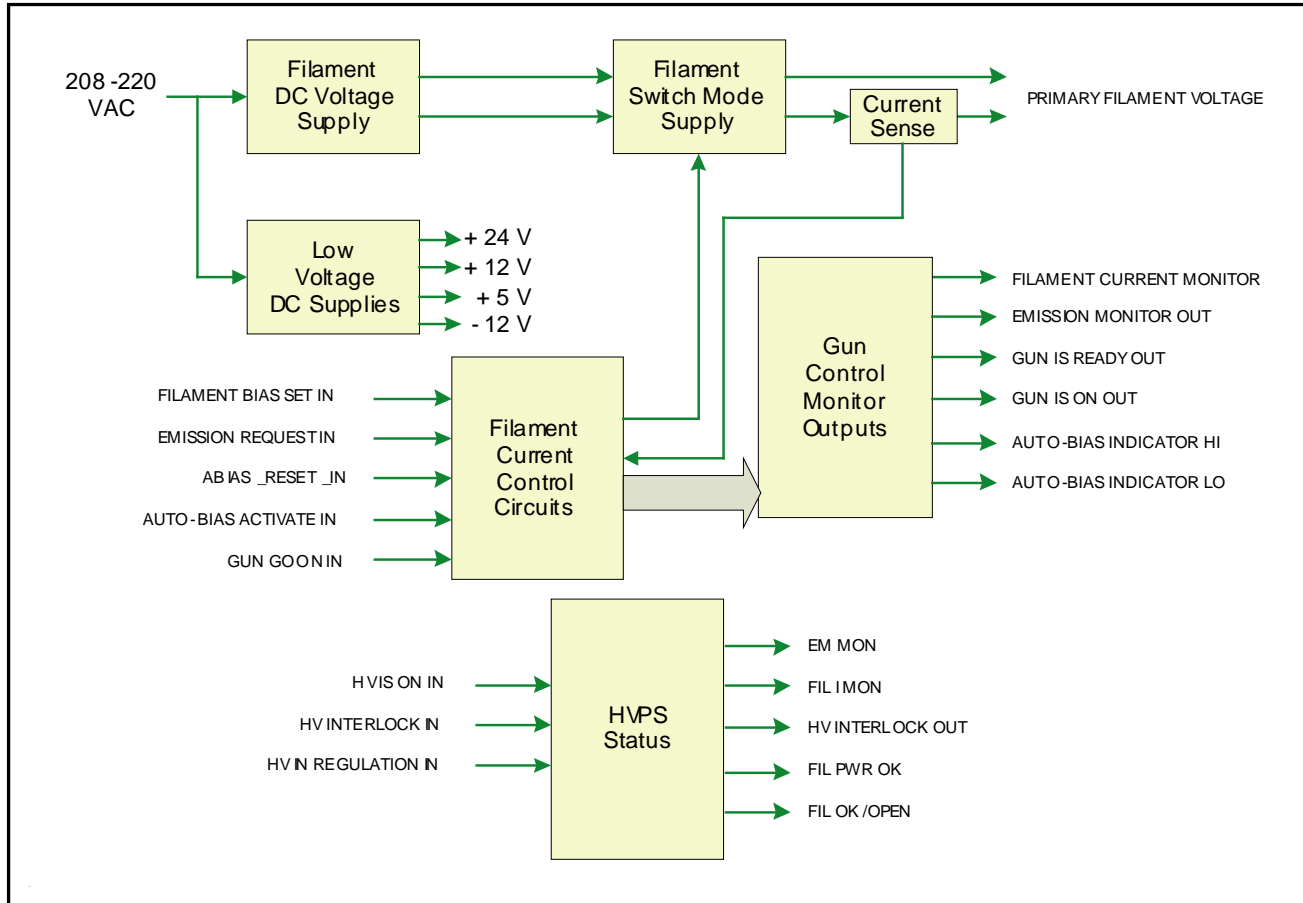 208 -220
VAC
Filament
DC Voltage
Supply
Filament
Switch Mode
Supply
Current
Sense
PRIMARY FILAMENT VOLTAGE
Low
Voltage
DC Supplies
+ 24 V
+ 12 V
+ 5 V
- 12 V
FILAMENT BIAS SET IN
EMISSION REQUEST IN
ABIAS _RESET _IN
AUTO-BIAS ACTIVATE IN
GUN GO ON IN
Filament
Current
Control
Circuits
Gun
Control
Monitor
Outputs
FILAMENT CURRENT MONITOR
EMISSION MONITOR OUT
GUN IS READY OUT
GUN IS ON OUT
AUTO-BIAS INDICATOR HI
AUTO-BIAS INDICATOR LO
HV IS ON IN
HV INTERLOCK IN
HV IN REGULATION IN
HVPS
Status
EM MON
FIL I MON
HV INTERLOCK OUT
FIL PWR OK
FIL OK /OPEN